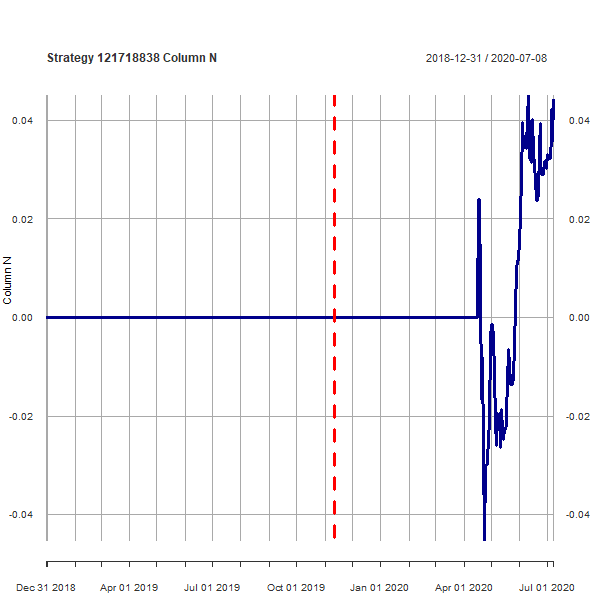 Strategy 121718838 Column N
2018-12-31 / 2020-07-08
0.04
0.04
0.02
0.02
0.00
0.00
-0.02
-0.02
-0.04
-0.04
Column N
Dec 31 2018
Apr 01 2019
Jul 01 2019
Oct 01 2019
Jan 01 2020
Apr 01 2020
Jul 01 2020